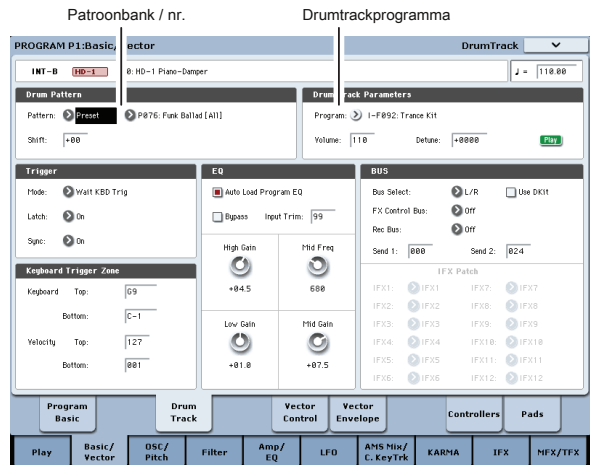 Patroonbank / nr. Drumtrackprogramma
PROGRAM P1:Basic/ ector DrumTrack
INT-B HD-1 0: HD-1 Piano-Damper ♩ = 110.00
Drum Pattern
Pattern: Preset P076: Funk Ballad [All]
Shift: +00
Drum Track Parameters
Program: I-F092: Trance Kit
Volume: 110 Detune: +0000 Play
Trigger
Mode: Wait KBD Trig
Latch: On
Sync: On
Keyboard Trigger Zone
Keyboard Top: G9
Bottom: C-1
Velocity Top: 127
Bottom: 001
EQ
Auto Load Program EQ
Bypass Input Trim: 99
High Gain Mid Freq
+04.5 680
Low Gain Mid Gain
+01.0 +07.5
BUS
Bus Select: L/R Use DKit
FX Control Bus: Off
Rec Bus: Off
Send 1: 000 Send 2: 024
IFX Patch
IFX1: IFX1 IFX7: IFX7
IFX2: IFX2 IFX8: IFX8
IFX3: IFX3 IFX9: IFX9
IFX4: IFX4 IFX10: IFX10
IFX5: IFX5 IFX11: IFX11
IFX6: IFX6 IFX12: IFX12
Program Basic
Drum Track
Vector Control
Vector Envelope
Controllers
Pads
Play
Basic/ Vector
OSC/ Pitch
Filter
Amp/ EQ
LFO
AMS Mix/ C. KeyTrk
KARMA
IFX
MFX/TFX